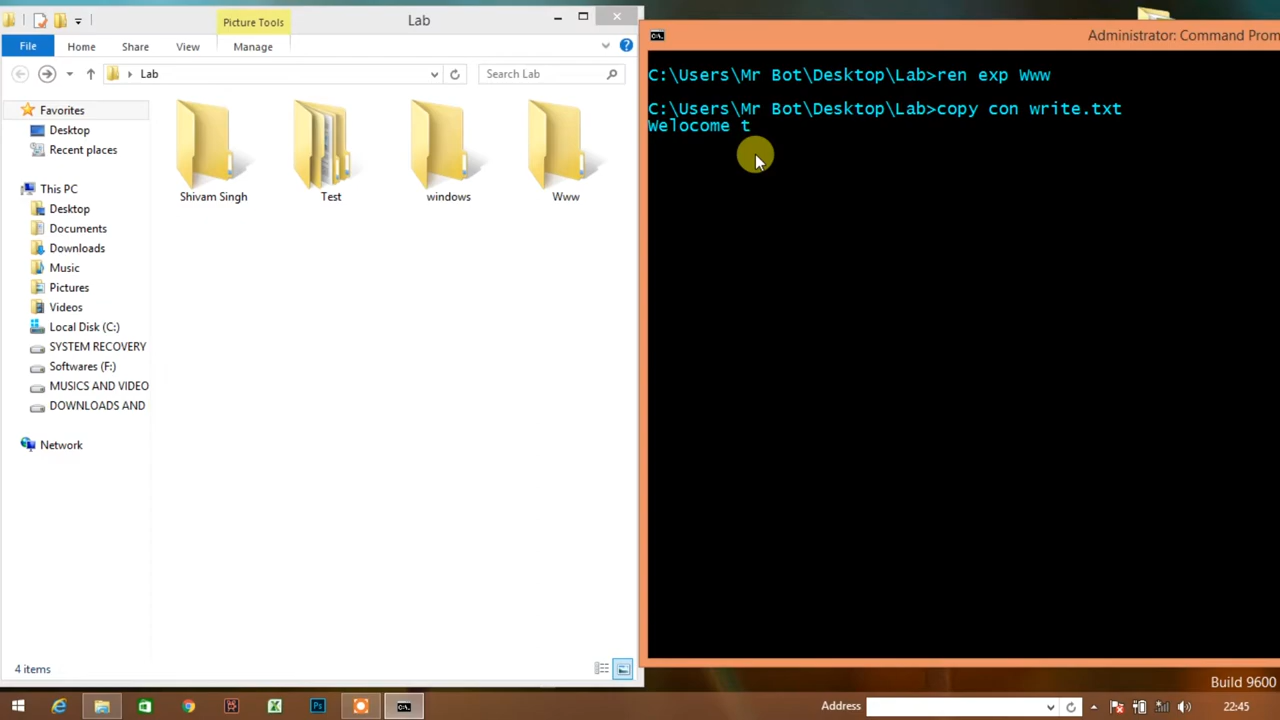 Picture Tools
Lab
File
Home
Share
View
Manage
Lab
Search Lab
Favorites
Desktop
Recent places
This PC
Desktop
Documents
Downloads
Music
Pictures
Videos
Local Disk (C:)
SYSTEM RECOVERY
Softwares (F:)
MUSICS AND VIDEO
DOWNLOADS AND
Network
Shivam Singh
Test
windows
Www
4 items
Administrator: Command Prom
C:\Users\Mr Bot\Desktop\Lab>ren exp Www
C:\Users\Mr Bot\Desktop\Lab>copy con write.txt
Welocome t
Build 9600
Address
22:45